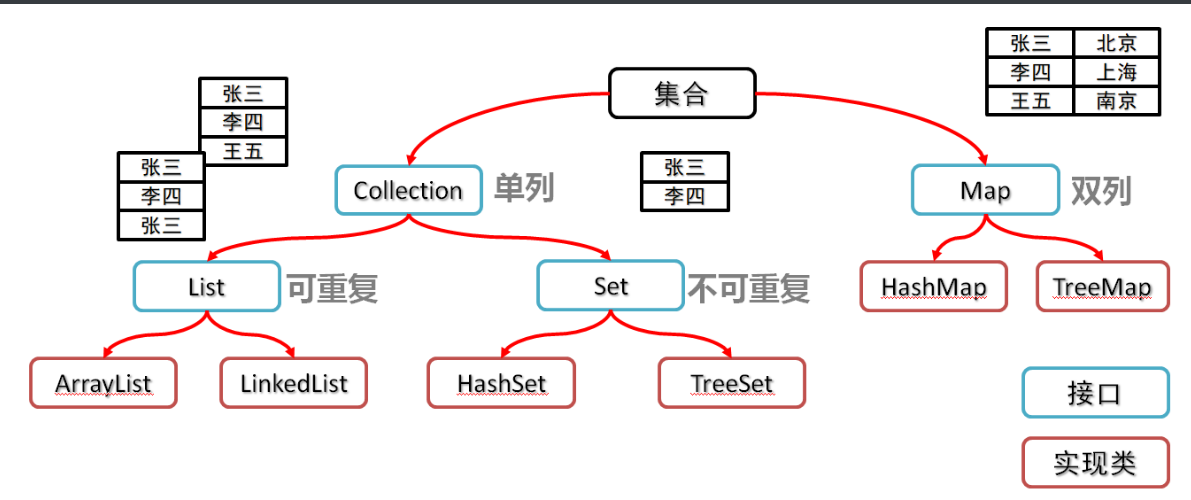 集合
张三 北京
李四 上海
王五 南京
张三
李四
王五
张三
李四
张三
Collection 单列
张三
李四
Map 双列
List 可重复
Set 不可重复
HashMap
TreeMap
ArrayList
LinkedList
HashSet
TreeSet
接口
实现类